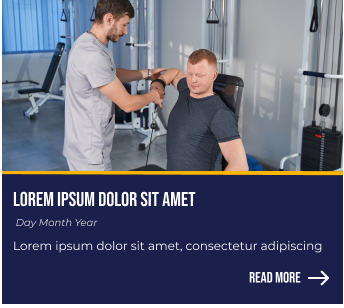 LOREM IPSUM DOLOR SIT AMET
Day Month Year
Lorem ipsum dolor sit amet, consectetur adipiscing
READ MORE